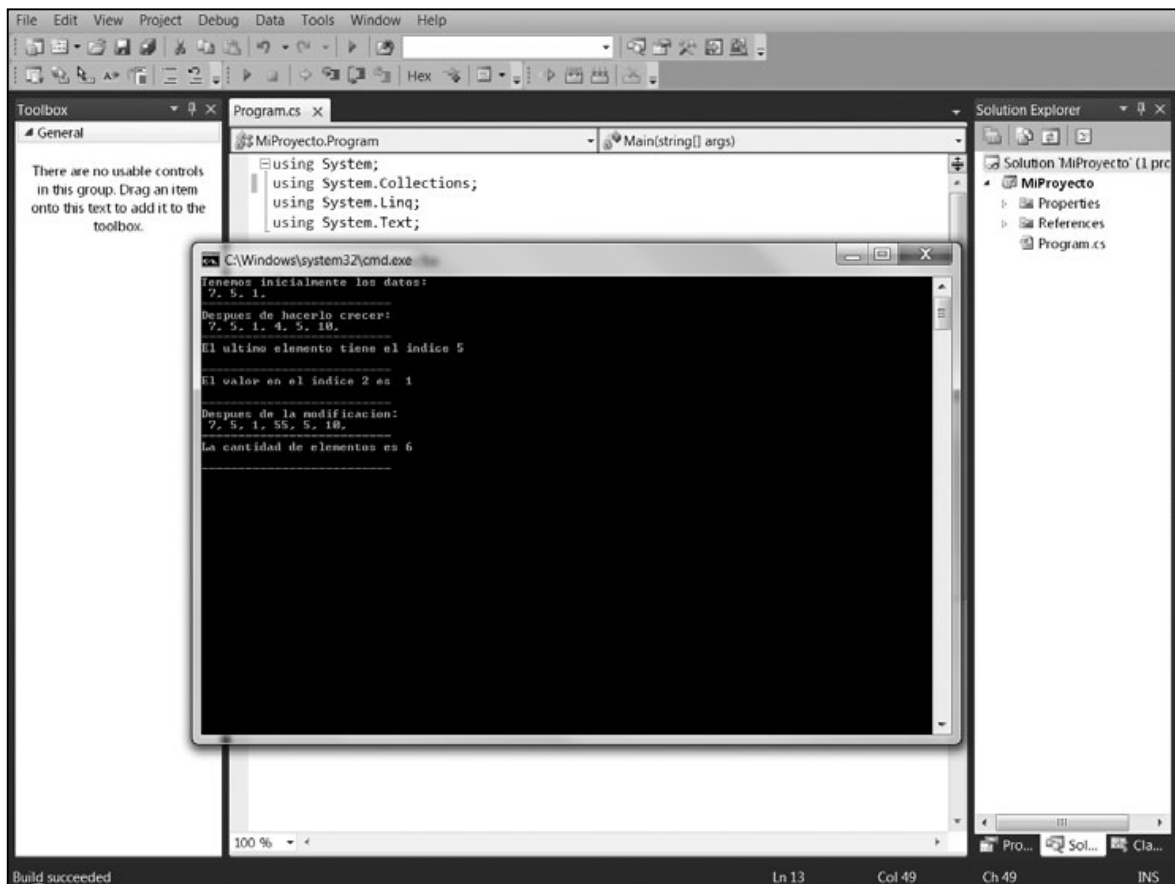 File Edit View Project Debug Data Tools Window Help
Hex
Toolbox
General
There are no usable controls
in this group. Drag an item
onto this text to add it to the
toolbox.
Program.cs
MiProyecto.Program
Main(string[] args)
using System;
using System.Collections;
using System.Linq;
using System.Text;
C:\Windows\system32\cmd.exe
Tenemos inicialmente los datos:
7, 5, 1,
Despues de hacerlo crecer:
7, 5, 1, 4, 5, 10,
El ultimo elemento tiene el indice 5
El valor en el indice 2 es 1
Despues de la modificacion:
7, 5, 1, 55, 5, 10,
La cantidad de elementos es 6
Solution Explorer
Solution 'MiProyecto' (1 prc
MiProyecto
Properties
References
Program.cs
100 %
Pro... Sol... Cla...
Build succeeded Ln 13 Col 49 Ch 49 INS